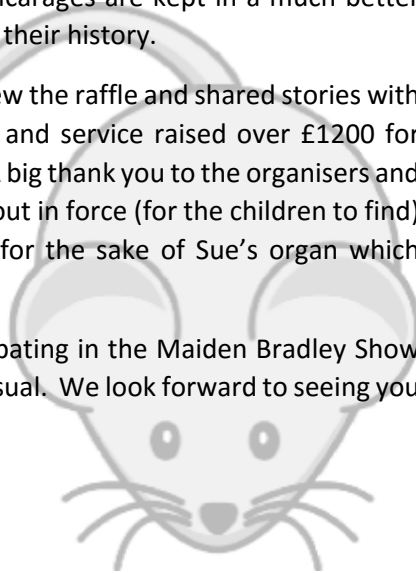 icarages are kept in a much better
their history.
ew the raffle and shared stories with
and service raised over £1200 for
big thank you to the organisers and
out in force (for the children to find)
for the sake of Sue's organ which
pating in the Maiden Bradley Show
sual. We look forward to seeing you